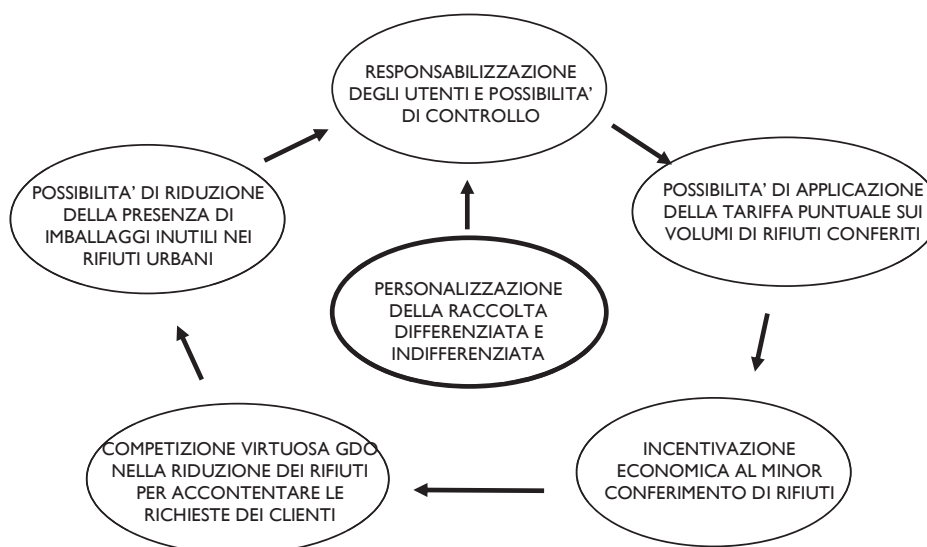 RESPONSABILIZZAZIONE
DEGLI UTENTI E POSSIBILITA'
DI CONTROLLO
POSSIBILITA' DI APPLICAZIONE
DELLA TARIFFA PUNTUALE SUI
VOLUMI DI RIFIUTI CONFERITI
INCENTIVAZIONE
ECONOMICA AL MINOR
CONFERIMENTO DI RIFIUTI
COMPETIZIONE VIRTUOSA GDO
NELLA RIDUZIONE DEI RIFIUTI
PER ACCONTENTARE LE
RICHIESTE DEI CLIENTI
POSSIBILITA' DI RIDUZIONE
DELLA PRESENZA DI
IMBALLAGGI INUTILI NEI
RIFIUTI URBANI
PERSONALIZZAZIONE
DELLA RACCOLTA
DIFFERENZIATA E
INDIFFERENZIATA